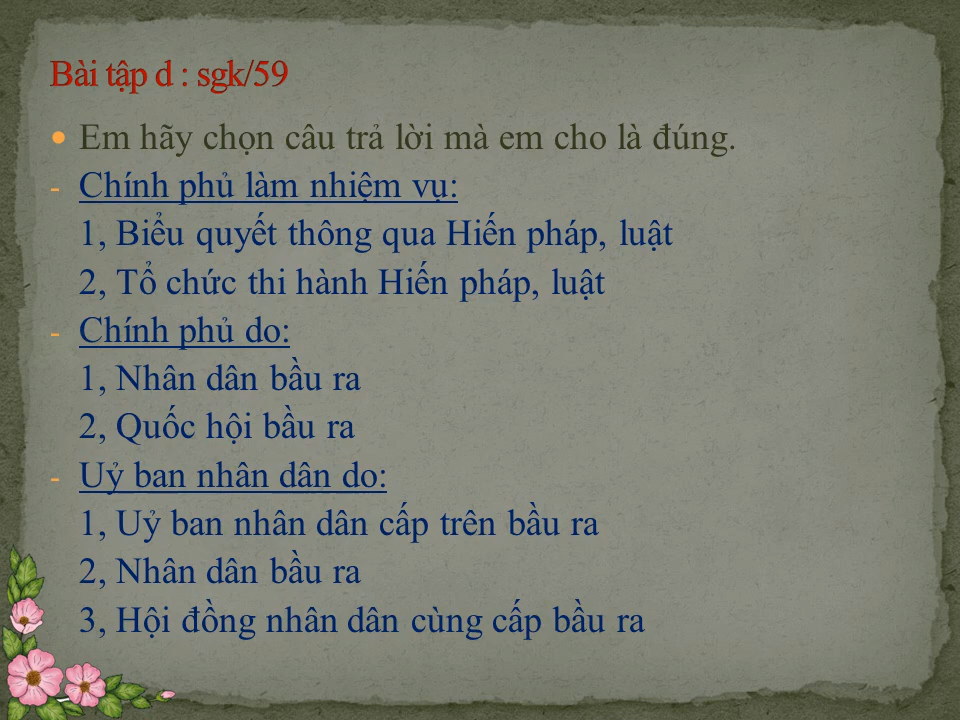 Bài tập d : sgk/59
• Em hãy chọn câu trả lời mà em cho là đúng.
- Chính phủ làm nhiệm vụ:
1, Biểu quyết thông qua Hiến pháp, luật
2, Tổ chức thi hành Hiến pháp, luật
- Chính phủ do:
1, Nhân dân bầu ra
2, Quốc hội bầu ra
- Uỷ ban nhân dân do:
1, Uỷ ban nhân dân cấp trên bầu ra
2, Nhân dân bầu ra
3, Hội đồng nhân dân cùng cấp bầu ra